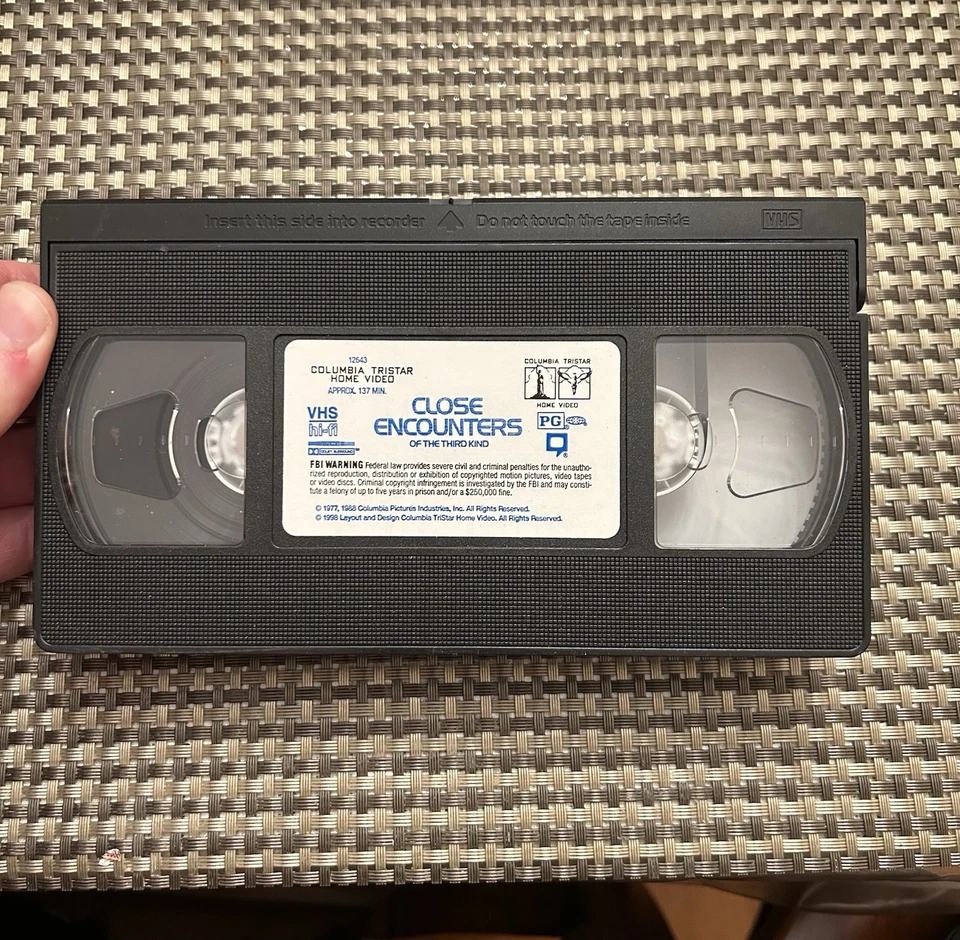 Insert this side into recorder Do not touch the tape inside VHS
12643
COLUMBIA TRISTAR
HOME VIDEO
APPROX. 137 MIN.
COLUMBIA TRISTAR
HOME VIDEO
VHS
hi-fi
DOLBY SURROUND
CLOSE
ENCOUNTERS
OF THE THIRD KIND
PG
FBI WARNING Federal law provides severe civil and criminal penalties for the unautho-
rized reproduction, distribution or exhibition of copyrighted motion pictures, video tapes
or video discs. Criminal copyright infringement is investigated by the FBI and may consti-
tute a felony of up to five years in prison and/or a $250,000 fine.
© 1977, 1988 Columbia Pictures Industries, Inc. All Rights Reserved.
© 1998 Layout and Design Columbia TriStar Home Video. All Rights Reserved.